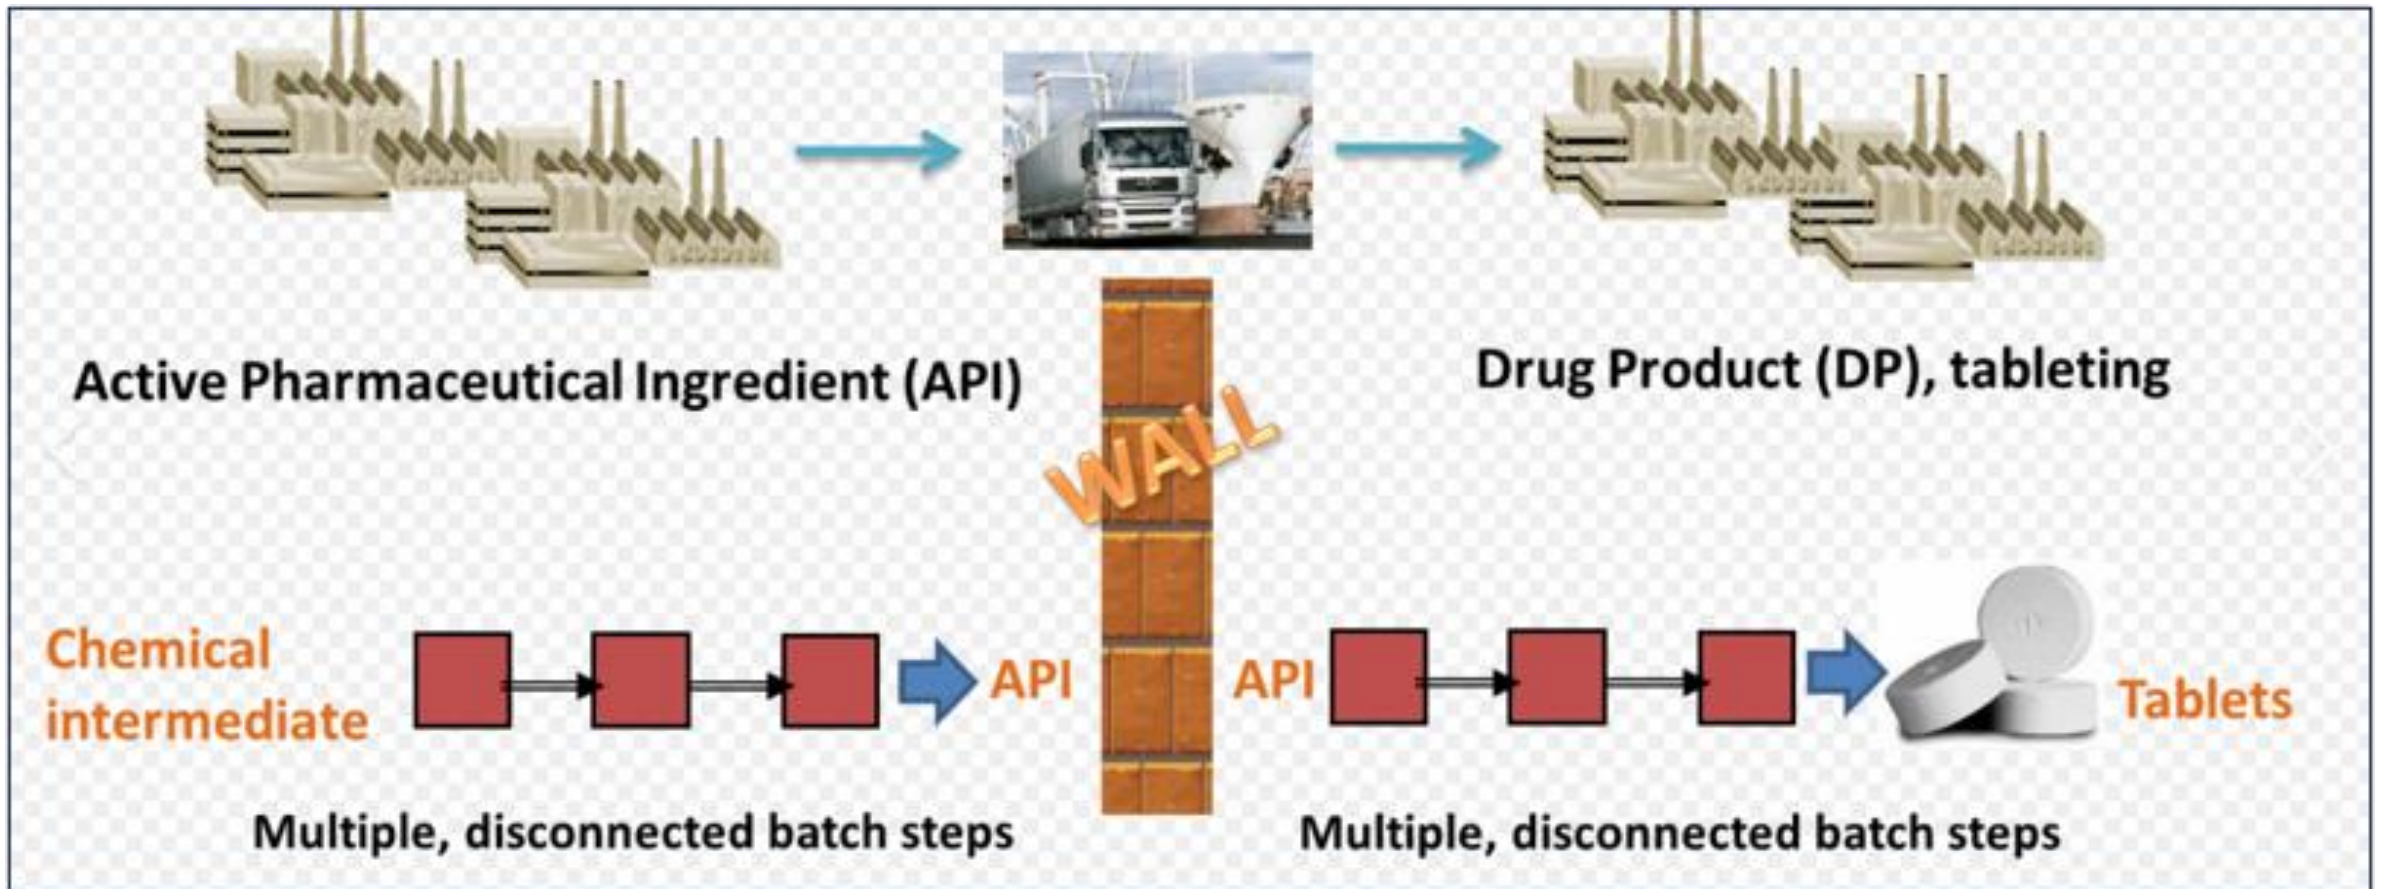 Active Pharmaceutical Ingredient (API)
Drug Product (DP), tableting
WALL
Chemical
intermediate
API
API
Tablets
Multiple, disconnected batch steps
Multiple, disconnected batch steps